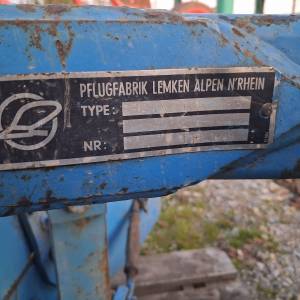 PFLUGFABRIK LEMKEN ALPEN N'RHEIN
TYPE:
NR: